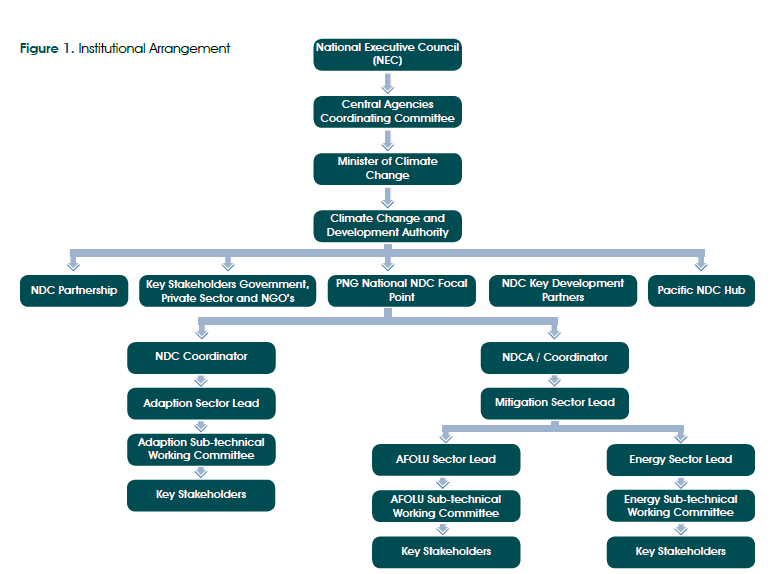 Figure 1. Institutional Arrangement
National Executive Council
(NEC)
Central Agencies
Coordinating Committee
Minister of Climate
Change
Climate Change and
Development Authority
NDC Partnership
Key Stakeholders Government,
Private Sector and NGO's
PNG National NDC Focal
Point
NDC Key Development
Partners
Pacific NDC Hub
NDC Coordinator
NDCA / Coordinator
Adaption Sector Lead
Mitigation Sector Lead
Adaption Sub-technical
Working Committee
Key Stakeholders
AFOLU Sector Lead
Energy Sector Lead
AFOLU Sub-technical
Working Committee
Energy Sub-technical
Working Committee
Key Stakeholders
Key Stakeholders